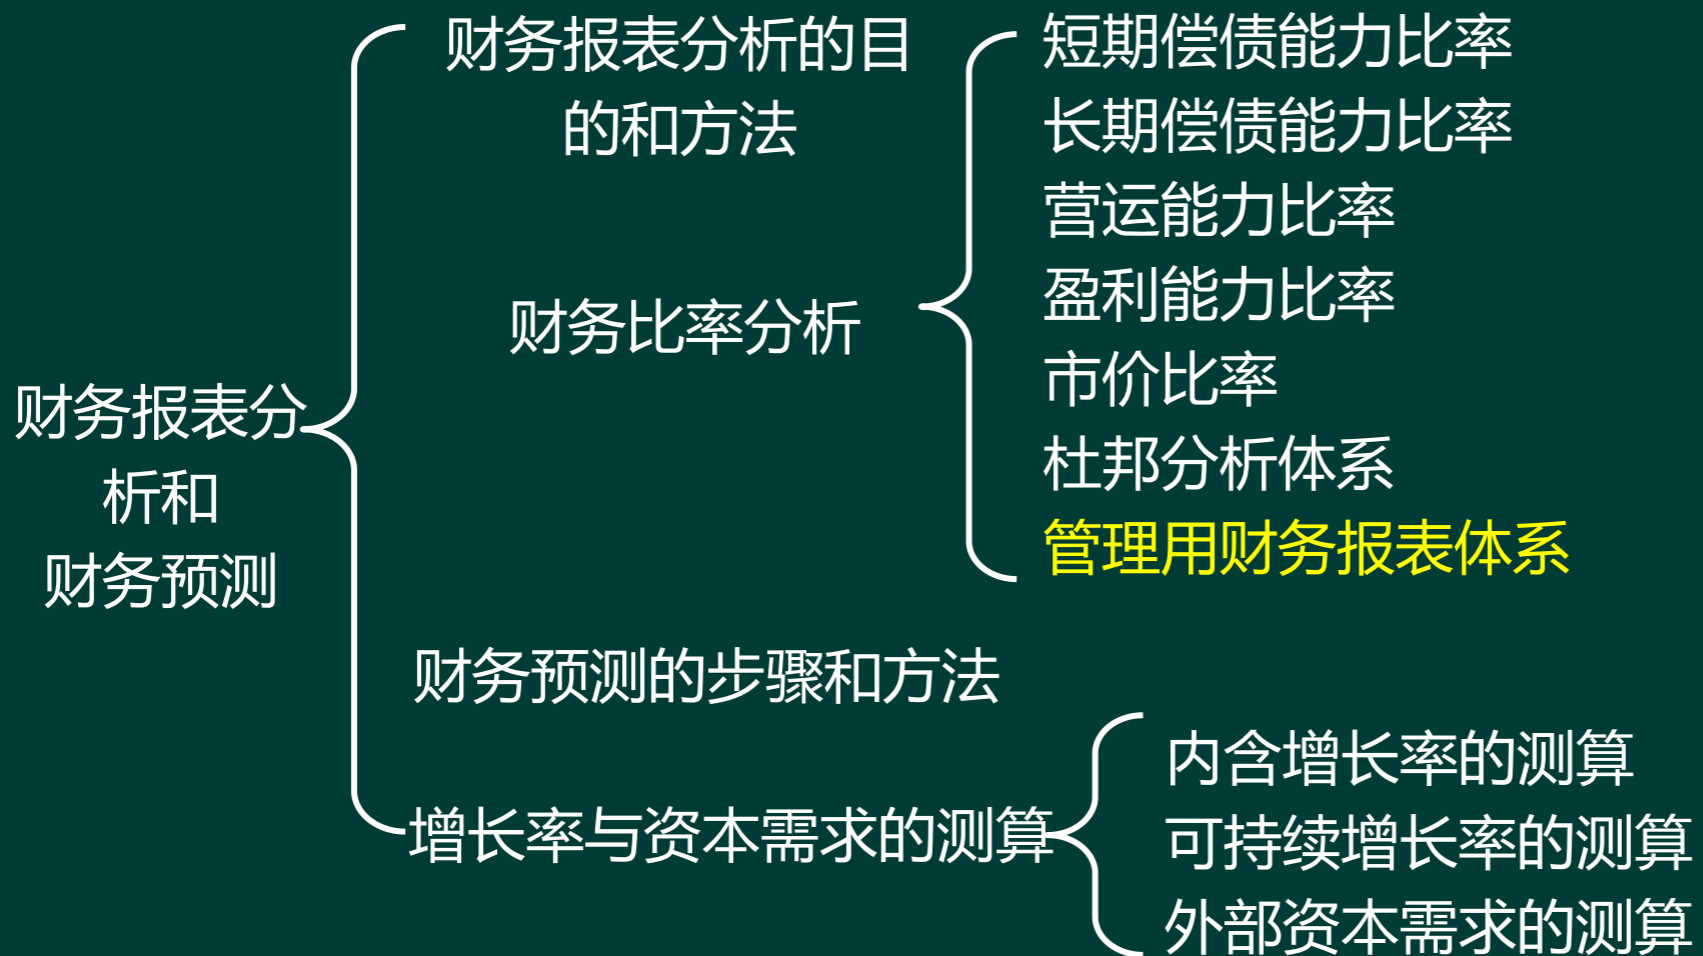 财务报表分
析和
财务预测
财务报表分析的目
的和方法
财务比率分析
短期偿债能力比率
长期偿债能力比率
营运能力比率
盈利能力比率
市价比率
杜邦分析体系
管理用财务报表体系
财务预测的步骤和方法
增长率与资本需求的测算
内含增长率的测算
可持续增长率的测算
外部资本需求的测算